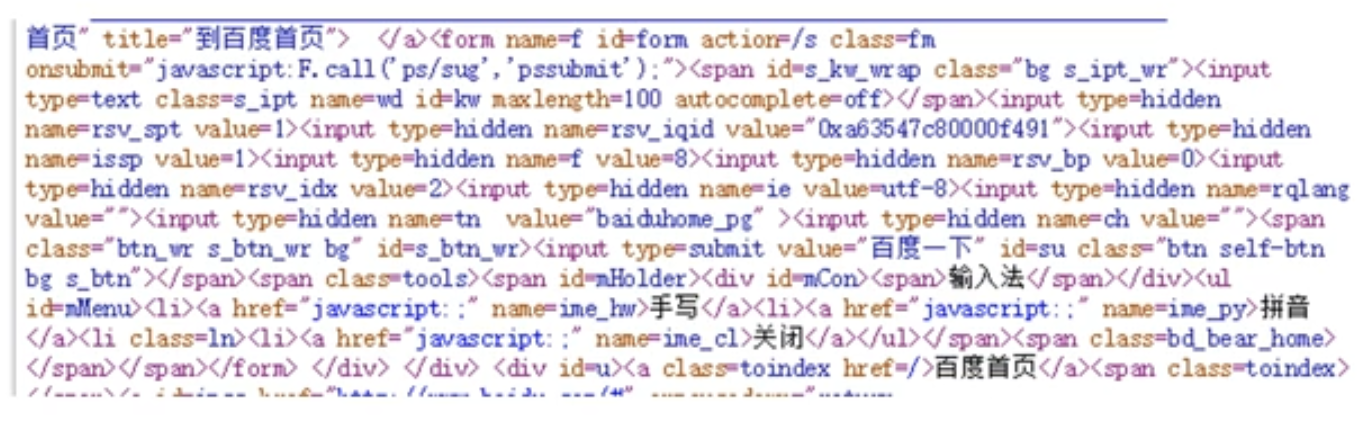 首页" title="到百度首页">  </a><form name=f id=form action=/s class=fm
onsubmit="javascript:F.call('ps/sug','pssubmit');"><span id=s_kw_wrap class="bg s_ipt_wr"><input
type=text class=s_ipt name=wd id=kw maxlength=100 autocomplete=off></span><input type=hidden
name=rsv_spt value=1><input type=hidden name=rsv_iqid value="0xa63547c80000f491"><input type=hidden
name=issp value=1><input type=hidden name=f value=8><input type=hidden name=rsv_bp value=0><input
type=hidden name=rsv_idx value=2><input type=hidden name=ie value=utf-8><input type=hidden name=rqlang
value=""><input type=hidden name=tn  value="baiduhome_pg" ><input type=hidden name=ch value=""><span
class="btn_wr s_btn_wr bg" id=s_btn_wr><input type=submit value="百度一下" id=su class="btn self-btn
bg s_btn"></span><span class=tools><span id=mHolder><div id=mCon><span>输入法</span></div><ul
id=mMenu><li><a href="javascript:;" name=ime_hw>手写</a><li><a href="javascript:;" name=ime_py>拼音
</a><li class=ln><li><a href="javascript:;" name=ime_cl>关闭</a></ul></span><span class=bd_bear_home>
</span></span></form> </div> </div> <div id=u><a class=toindex href=/>百度首页</a><span class=toindex>